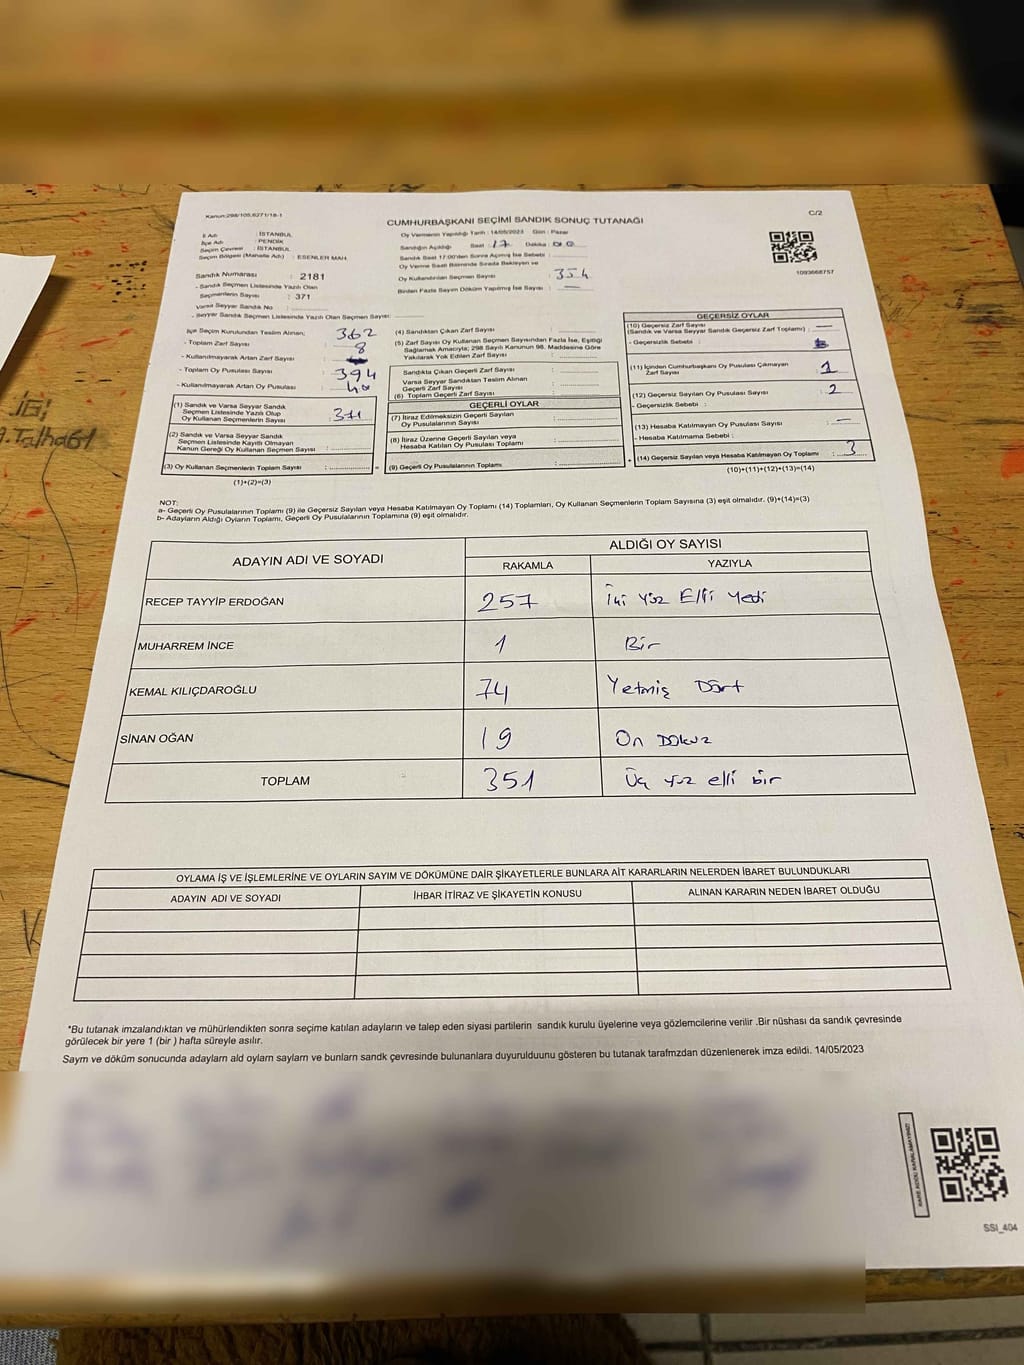 Kanun:298/105,6271/18-1
C/2
CUMHURBAŞKANI SEÇİMİ SANDIK SONUÇ TUTANAĞI
İl Adı : İSTANBUL
İlçe Adı : PENDİK
Seçim Çevresi : İSTANBUL
Seçim Bölgesi (Mahalle Adı) : ESENLER MAH.
Sandık Numarası : 2181
- Sandık Seçmen Listesinde Yazılı Olan
Seçmenlerin Sayısı : 371
Varsa Seyyar Sandık No :
- Seyyar Sandık Seçmen Listesinde Yazılı Olan Seçmen Sayısı:
Oy Vermenin Yapıldığı Tarih : 14/05/2023 Gün : Pazar
Sandığın Açıldığı Saat : 17 Dakika : 00
Sandık Saat 17:00'den Sonra Açılmış İse Sebebi :
Oy Verme Saati Bitiminde Sırada Bekleyen ve
Oy Kullandırılan Seçmen Sayısı 354
Birden Fazla Sayım Döküm Yapılmış İse Sayısı : —
1093668757
İlçe Seçim Kurulundan Teslim Alınan;
- Toplam Zarf Sayısı : 362
- Kullanılmayarak Artan Zarf Sayısı : 8
- Toplam Oy Pusulası Sayısı : 394
- Kullanılmayarak Artan Oy Pusulası : 40
(1) Sandık ve Varsa Seyyar Sandık
Seçmen Listesinde Yazılı Olup
Oy Kullanan Seçmenlerin Sayısı : 371
(2) Sandık ve Varsa Seyyar Sandık
Seçmen Listesinde Kayıtlı Olmayan
Kanun Gereği Oy Kullanan Seçmen Sayısı :
(3) Oy Kullanan Seçmenlerin Toplam Sayısı :
(1)+(2)=(3)
(4) Sandıktan Çıkan Zarf Sayısı :
(5) Zarf Sayısı Oy Kullanan Seçmen Sayısından Fazla İse, Eşitliği
Sağlamak Amacıyla; 298 Sayılı Kanunun 98. Maddesine Göre
Yakılarak Yok Edilen Zarf Sayısı :
Sandıkta Çıkan Geçerli Zarf Sayısı :
Varsa Seyyar Sandıktan Teslim Alınan
Geçerli Zarf Sayısı :
(6) Toplam Geçerli Zarf Sayısı :
GEÇERLİ OYLAR
(7) İtiraz Edilmeksizin Geçerli Sayılan
Oy Pusulalarının Sayısı :
(8) İtiraz Üzerine Geçerli Sayılan veya
Hesaba Katılan Oy Pusulası Toplamı :
(9) Geçerli Oy Pusulalarının Toplamı :
GEÇERSİZ OYLAR
(10) Geçersiz Zarf Sayısı
(Sandık ve Varsa Seyyar Sandık Geçersiz Zarf Toplamı) : —
- Geçersizlik Sebebi :
(11) İçinden Cumhurbaşkanı Oy Pusulası Çıkmayan
Zarf Sayısı : 1
(12) Geçersiz Sayılan Oy Pusulası Sayısı : 2
- Geçersizlik Sebebi :
(13) Hesaba Katılmayan Oy Pusulası Sayısı : —
- Hesaba Katılmama Sebebi :
(14) Geçersiz Sayılan veya Hesaba Katılmayan Oy Toplamı : 3
(10)+(11)+(12)+(13)=(14)
NOT:
a- Geçerli Oy Pusulalarının Toplamı (9) ile Geçersiz Sayılan veya Hesaba Katılmayan Oy Toplamı (14) Toplamları, Oy Kullanan Seçmenlerin Toplam Sayısına (3) eşit olmalıdır. (9)+(14)=(3)
b- Adayların Aldığı Oyların Toplamı, Geçerli Oy Pusulalarının Toplamına (9) eşit olmalıdır.
ADAYIN ADI VE SOYADI
ALDIĞI OY SAYISI
RAKAMLA YAZIYLA
RECEP TAYYİP ERDOĞAN 257 İki Yüz Elli Yedi
MUHARREM İNCE 1 Bir
KEMAL KILIÇDAROĞLU 74 Yetmiş Dört
SİNAN OĞAN 19 On Dokuz
TOPLAM 351 Üç yüz elli bir
OYLAMA İŞ VE İŞLEMLERİNE VE OYLARIN SAYIM VE DÖKÜMÜNE DAİR ŞİKAYETLERLE BUNLARA AİT KARARLARIN NELERDEN İBARET BULUNDUKLARI
ADAYIN ADI VE SOYADI İHBAR İTİRAZ VE ŞİKAYETİN KONUSU ALINAN KARARIN NEDEN İBARET OLDUĞU
*Bu tutanak imzalandıktan ve mühürlendikten sonra seçime katılan adayların ve talep eden siyasi partilerin sandık kurulu üyelerine veya gözlemcilerine verilir .Bir nüshası da sandık çevresinde
görülecek bir yere 1 (bir ) hafta süreyle asılır.
Sayım ve döküm sonucunda adayların ald oyların sayıları ve bunların sandk çevresinde bulunanlara duyurulduunu gösteren bu tutanak tarafmzdan düzenlenerek imza edildi. 14/05/2023
KARE KODU KARALAMAYINIZ!
SSI_404